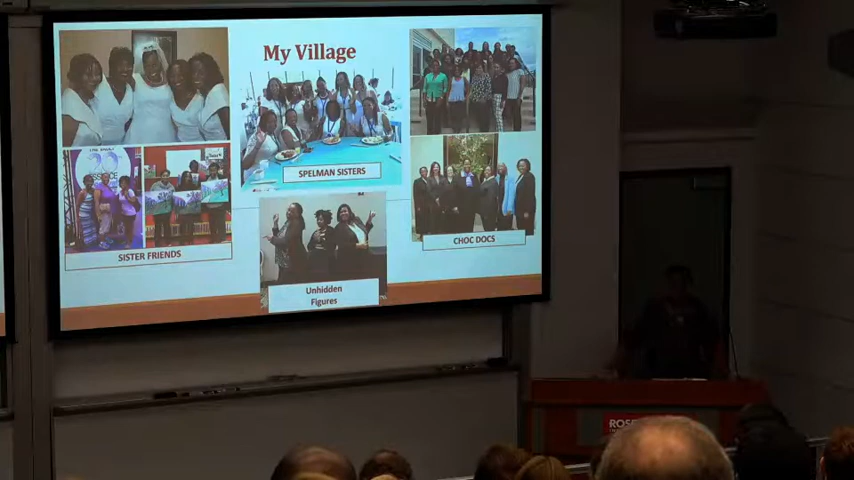 My Village
SPELMAN SISTERS
SISTER FRIENDS
CHOC DOCS
Unhidden
Figures
ROSE